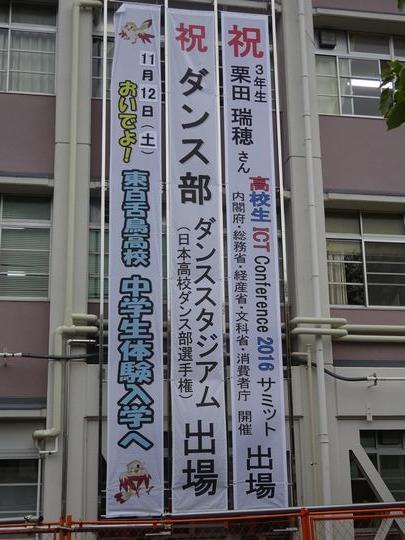 祝
3年生
栗田 瑞穂 さん
高校生 ICT Conference 2016 サミット 出場
内閣府・総務省・経産省・文科省・消費者庁 開催
祝
ダンス部 ダンススタジアム 出場
(日本高校ダンス部選手権)
11月12日(土)
おいでよ! 東百舌鳥高校 中学生体験入学へ